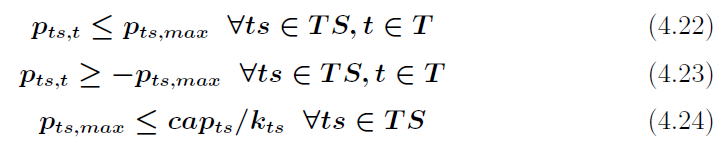 p_{ts,t} ≤ p_{ts,max} ∀ts ∈ TS, t ∈ T (4.22)
p_{ts,t} ≥ −p_{ts,max} ∀ts ∈ TS, t ∈ T (4.23)
p_{ts,max} ≤ cap_{ts}/k_{ts} ∀ts ∈ TS (4.24)